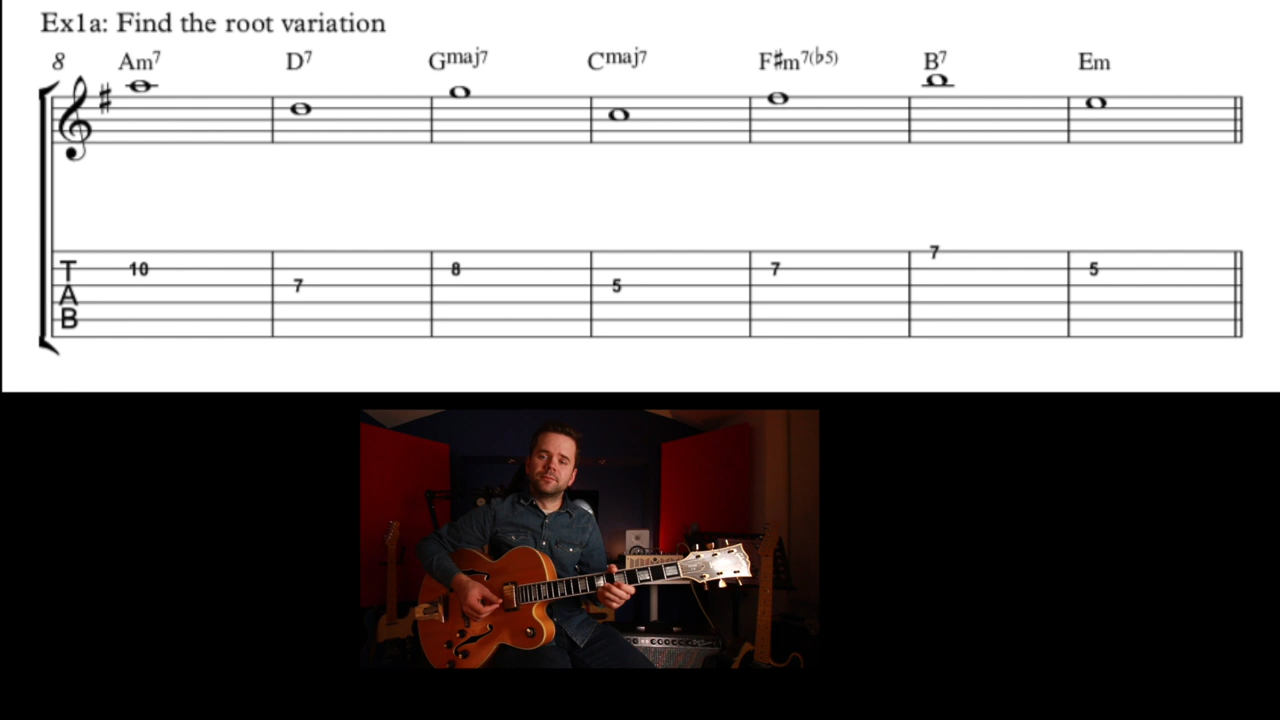 Ex1a: Find the root variation
8 Am7 D7 Gmaj7 Cmaj7 F♯m7(♭5) B7 Em
7
T 10 8 7 5
A 7 5
B